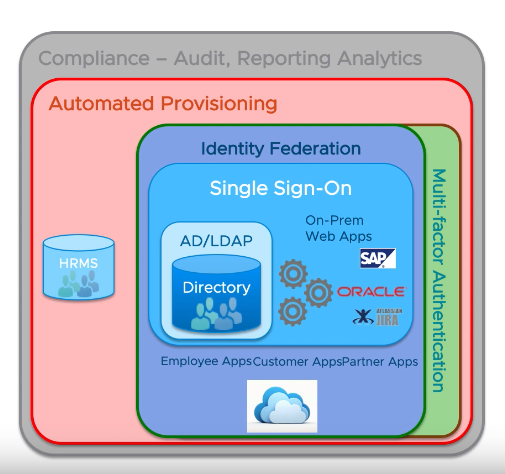 Compliance – Audit, Reporting Analytics
Automated Provisioning
Identity Federation
Single Sign-On
On-Prem
Web Apps
AD/LDAP
SAP
HRMS
Directory
ORACLE
ATLASSIAN
JIRA
Multi-factor Authentication
Employee Apps Customer Apps Partner Apps